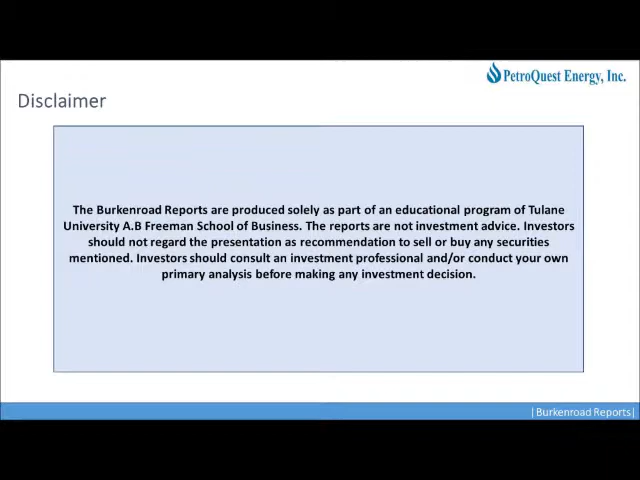 PetroQuest Energy, Inc.
Disclaimer
The Burkenroad Reports are produced solely as part of an educational program of Tulane
University A.B Freeman School of Business. The reports are not investment advice. Investors
should not regard the presentation as recommendation to sell or buy any securities
mentioned. Investors should consult an investment professional and/or conduct your own
primary analysis before making any investment decision.
|Burkenroad Reports|